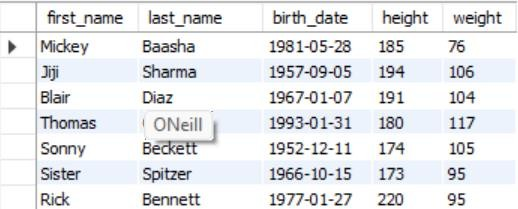 first_name last_name birth_date height weight
Mickey Baasha 1981-05-28 185 76
Jiji Sharma 1957-09-05 194 106
Blair Diaz 1967-01-07 191 104
Thomas ONeill 1993-01-31 180 117
Sonny Beckett 1952-12-11 174 105
Sister Spitzer 1966-10-15 173 95
Rick Bennett 1977-01-27 220 95